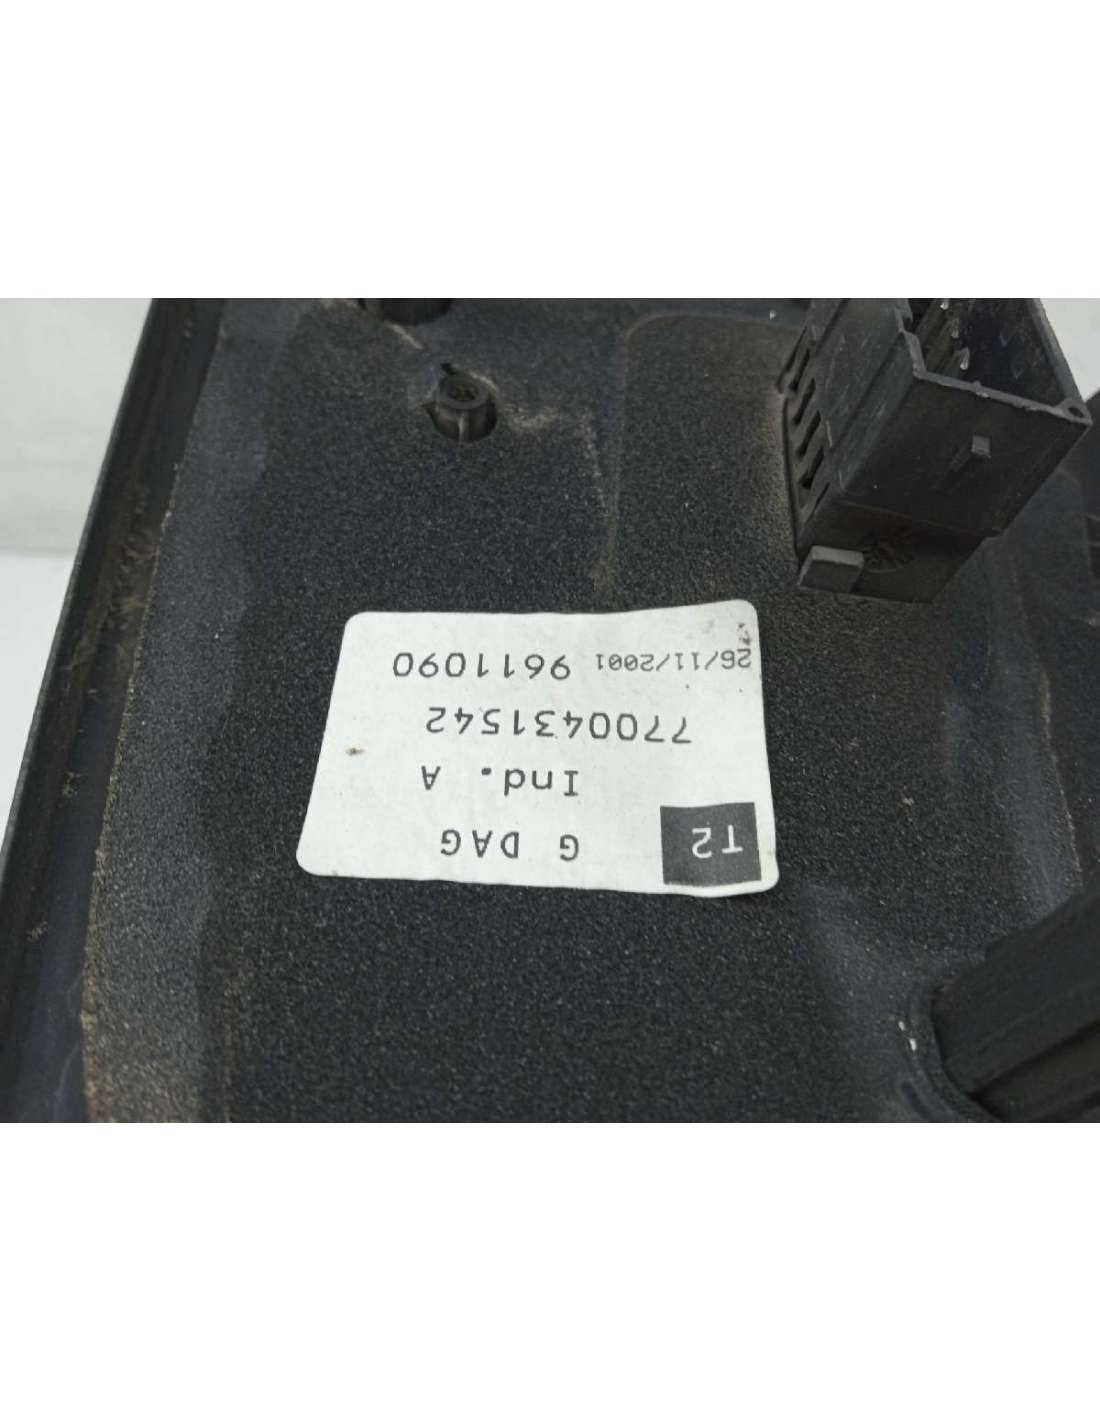 T2 G DAG
Ind. A
7700431542
26/11/2001 9611090